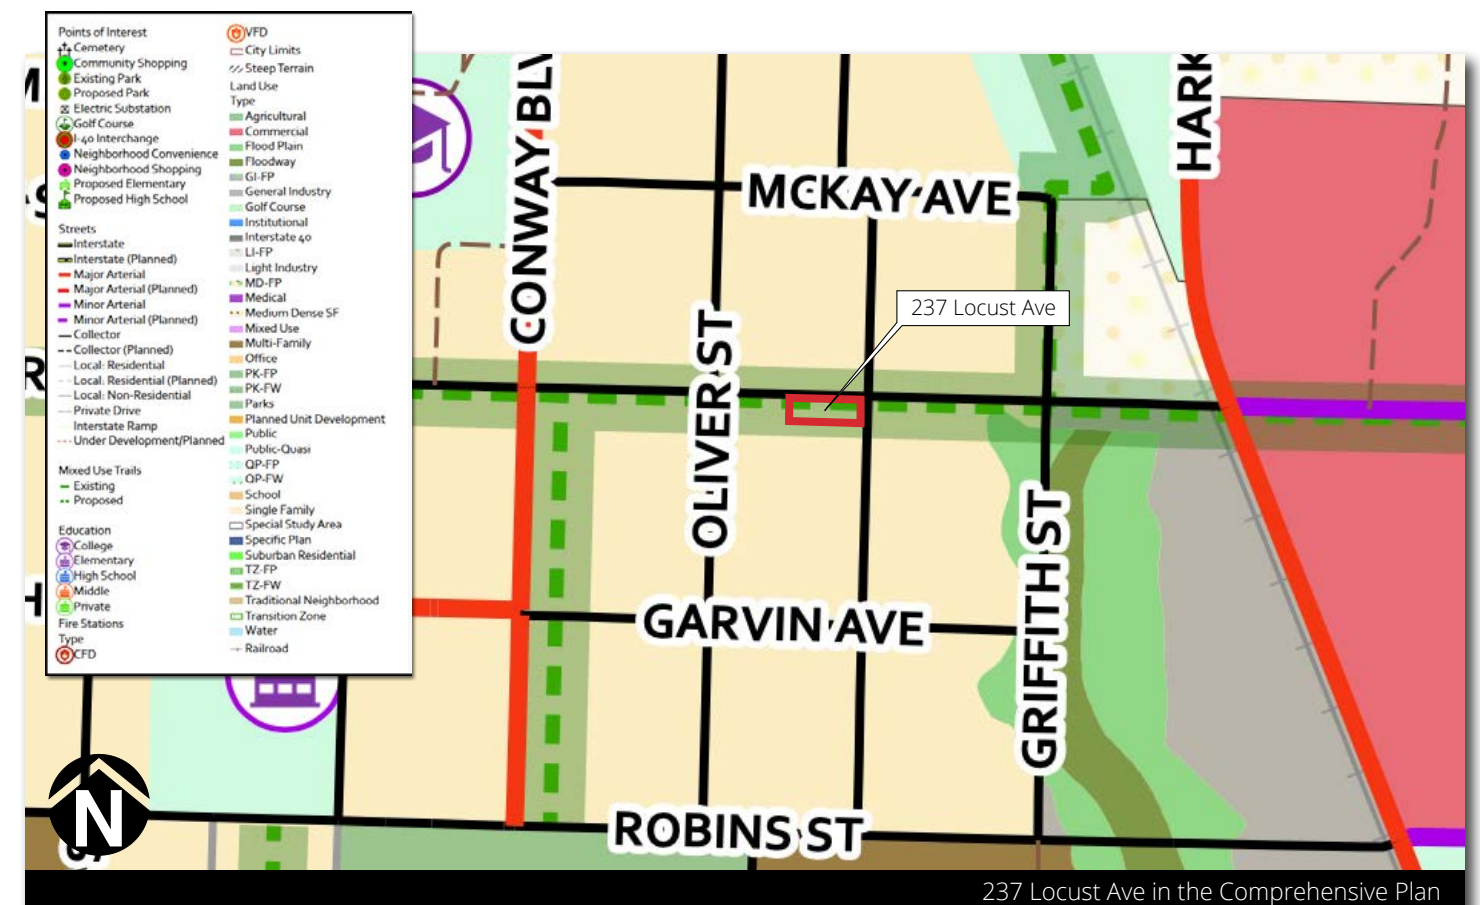 Points of Interest
Cemetery
Community Shopping
Existing Park
Proposed Park
Electric Substation
Golf Course
I-40 Interchange
Neighborhood Convenience
Neighborhood Shopping
Proposed Elementary
Proposed High School
Streets
Interstate
Interstate (Planned)
Major Arterial
Major Arterial (Planned)
Minor Arterial
Minor Arterial (Planned)
Collector
Collector (Planned)
Local: Residential
Local: Residential (Planned)
Local: Non-Residential
Private Drive
Interstate Ramp
Under Development/Planned
Mixed Use Trails
Existing
Proposed
Education
College
Elementary
High School
Middle
Private
Fire Stations
Type
CFD
VFD
City Limits
Steep Terrain
Land Use
Type
Agricultural
Commercial
Flood Plain
Floodway
GI-FP
General Industry
Golf Course
Institutional
Interstate 40
LI-FP
Light Industry
MD-FP
Medical
Medium Dense SF
Mixed Use
Multi-Family
Office
PK-FP
PK-FW
Parks
Planned Unit Development
Public
Public-Quasi
QP-FP
QP-FW
School
Single Family
Special Study Area
Specific Plan
Suburban Residential
TZ-FP
TZ-FW
Traditional Neighborhood
Transition Zone
Water
Railroad
CONWAY BLV
HARK
MCKAY AVE
237 Locust Ave
OLIVER ST
GRIFFITH ST
GARVIN AVE
ROBINS ST
N
237 Locust Ave in the Comprehensive Plan